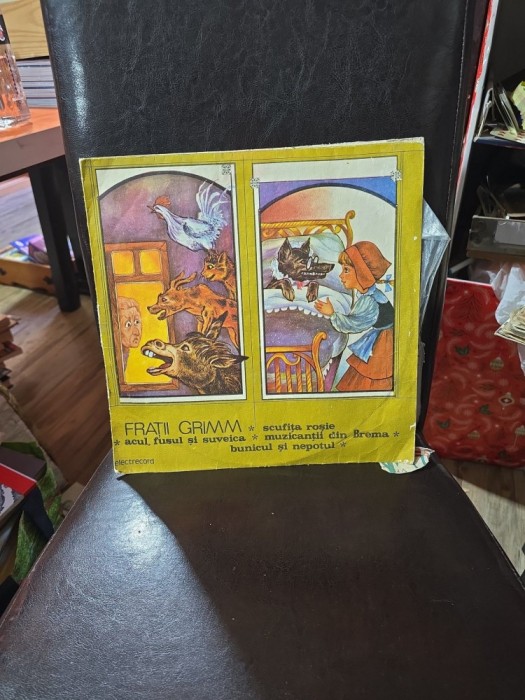 FRAȚII GRIMM * scufița roșie
* acul, fusul și suveica * muzicanții din Brema *
bunicul și nepotul *
electrecord